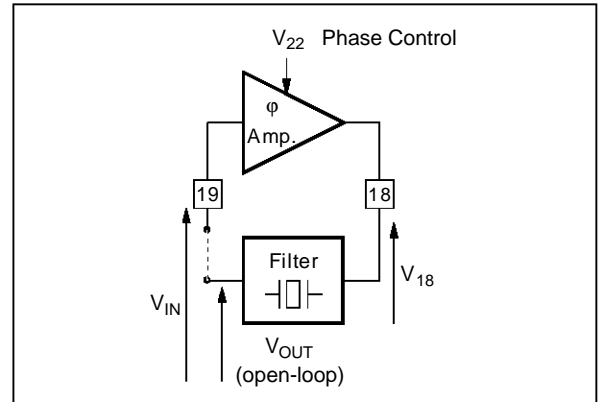 V22 Phase Control
φ
Amp.
19
18
Filter
VIN
V18
VOUT
(open-loop)